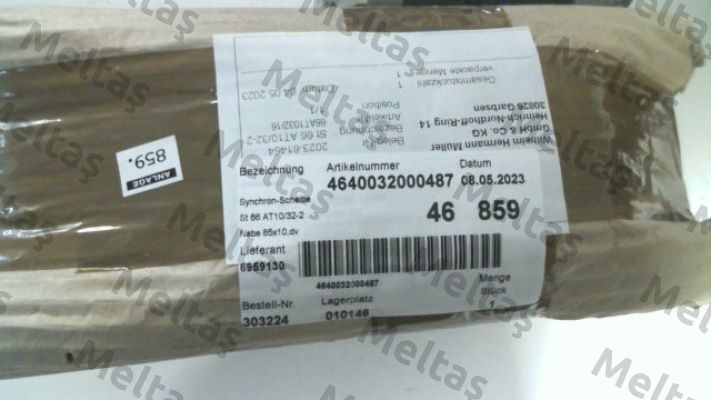 Meltaş
Wilhelm Hermann Müller
GmbH & Co. KG
Heinrich-Nordhoff-Ring 14
30826 Garbsen
Beleg-Nr 2023-61464
Bezeichnung St 66 AT10/32-2
Artikel-Nr 66AT1032/16
Position 1/1
Datum 04.05.2023
Gesamtstückzahl 1
verpackte Menge 1
ANLAGE
859.
Bezeichnung Artikelnummer Datum
4640032000487 08.05.2023
Synchron-Scheibe
St 66 AT10/32-2
Nabe 85x10,dv
46 859
Lieferant
6959130
4640032000487
Bestell-Nr. Lagerplatz
303224 010146
Menge
Stück
1